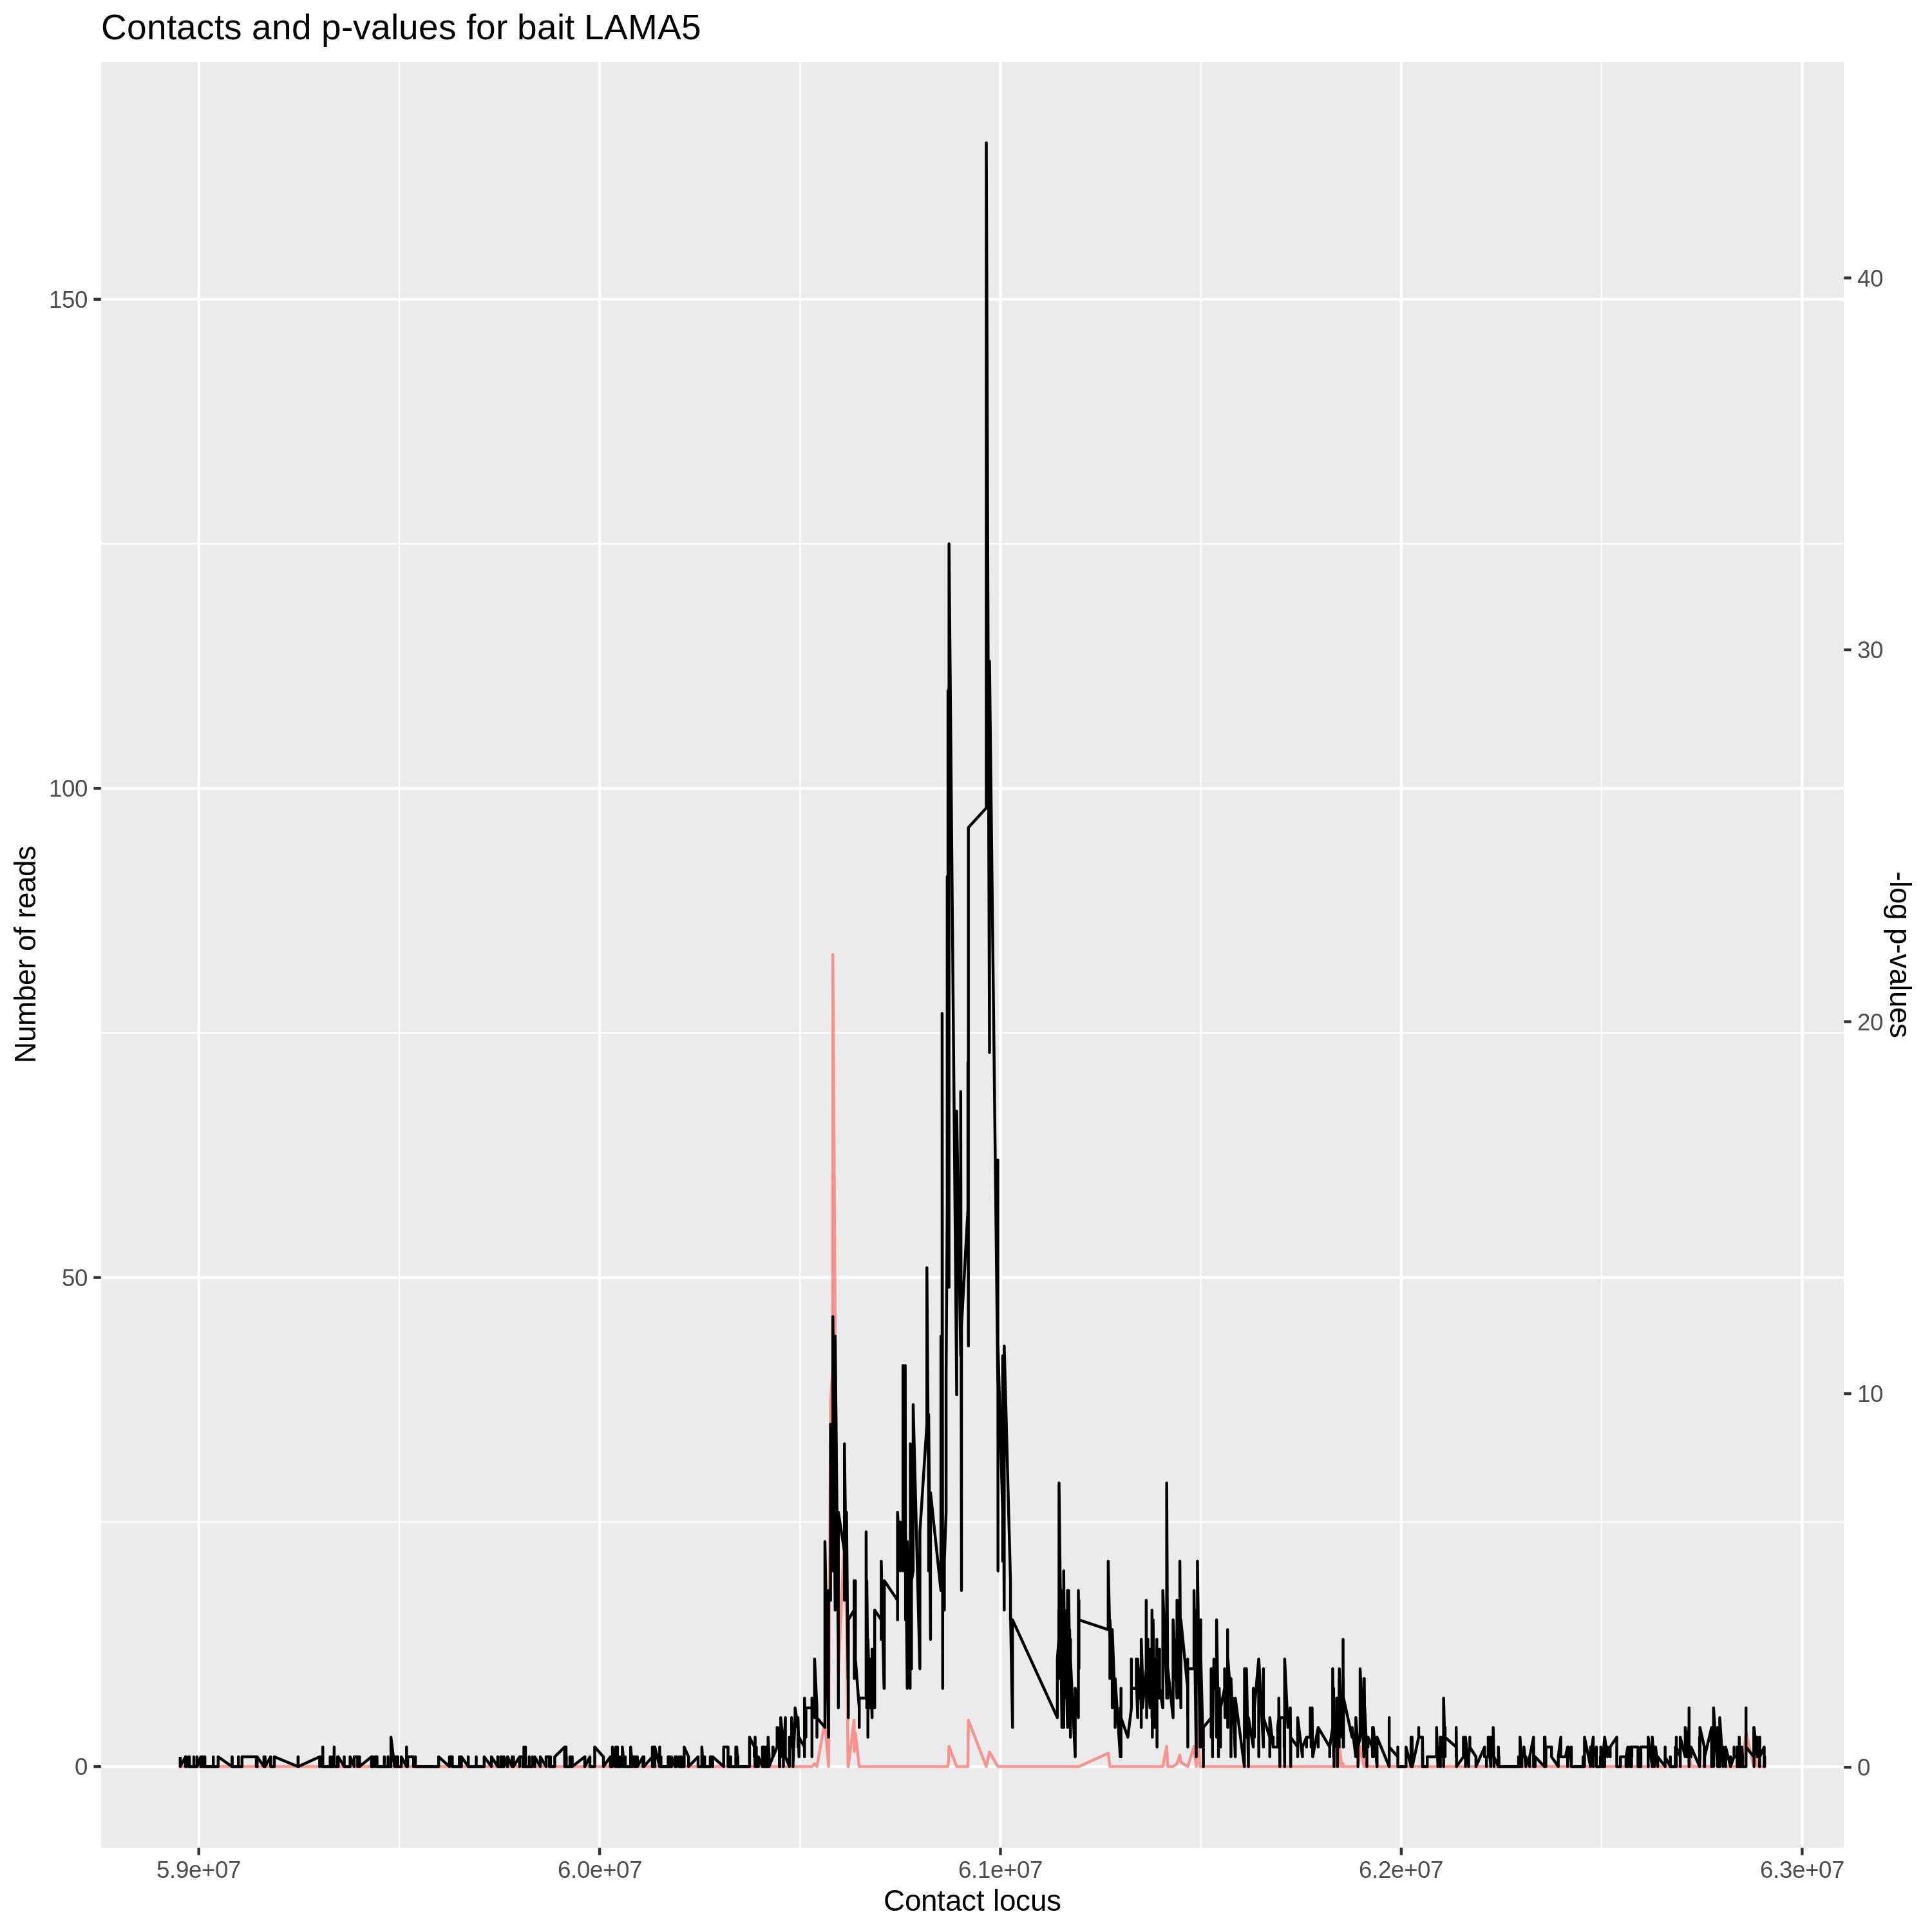 Contacts and p-values for bait LAMA5
150
100
50
0
Number of reads
40
30
20
10
0
-log p-values
5.9e+07 6.0e+07 6.1e+07 6.2e+07 6.3e+07
Contact locus